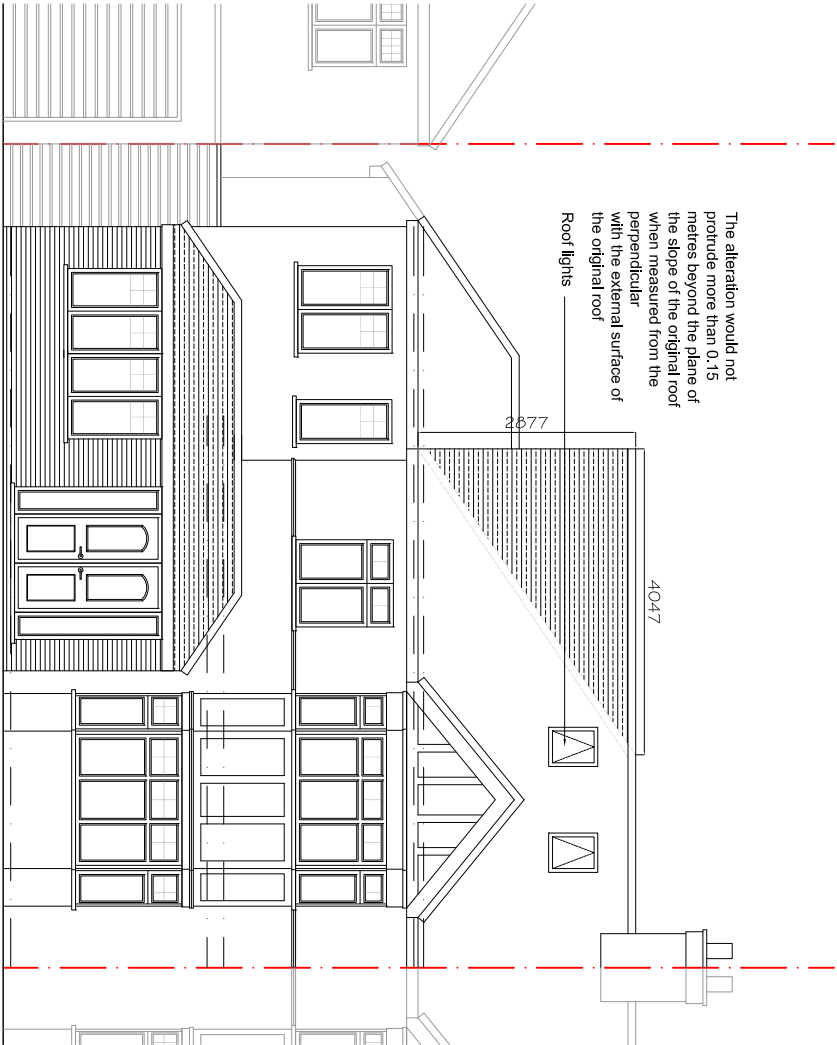 The alteration would not
protrude more than 0.15
metres beyond the plane of
the slope of the original roof
when measured from the
perpendicular
with the external surface of
the original roof
Roof lights
2877
4047